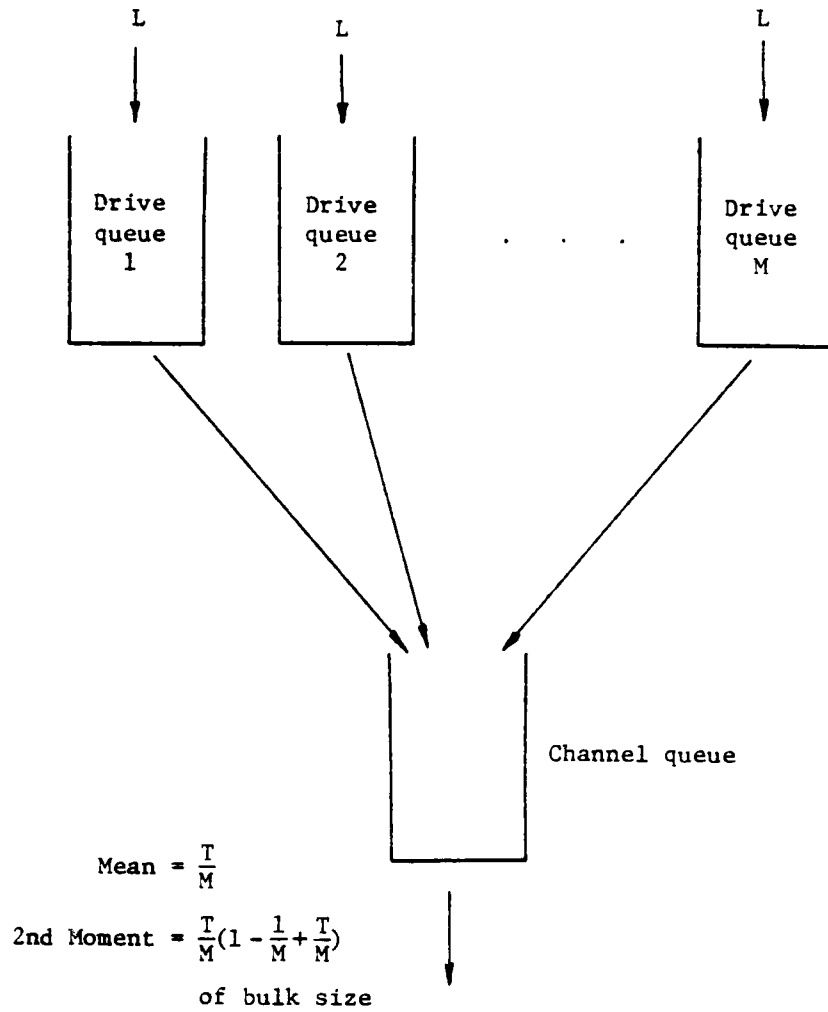 L
L
L
Drive
queue
1
Drive
queue
2
. . .
Drive
queue
M
Channel queue
Mean = T/M
2nd Moment = T/M(1 - 1/M + T/M)
of bulk size